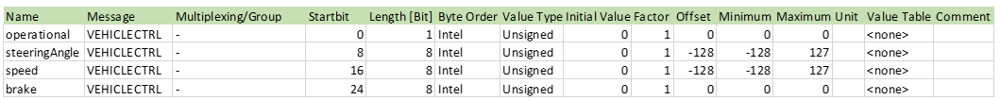 Name Message Multiplexing/Group Startbit Length [Bit] Byte Order Value Type Initial Value Factor Offset Minimum Maximum Unit Value Table Comment
operational VEHICLECTRL - 0 1 Intel Unsigned 0 1 0 0 0 <none>
steeringAngle VEHICLECTRL - 8 8 Intel Unsigned 0 1 -128 -128 127 <none>
speed VEHICLECTRL - 16 8 Intel Unsigned 0 1 -128 -128 127 <none>
brake VEHICLECTRL - 24 8 Intel Unsigned 0 1 0 0 0 <none>